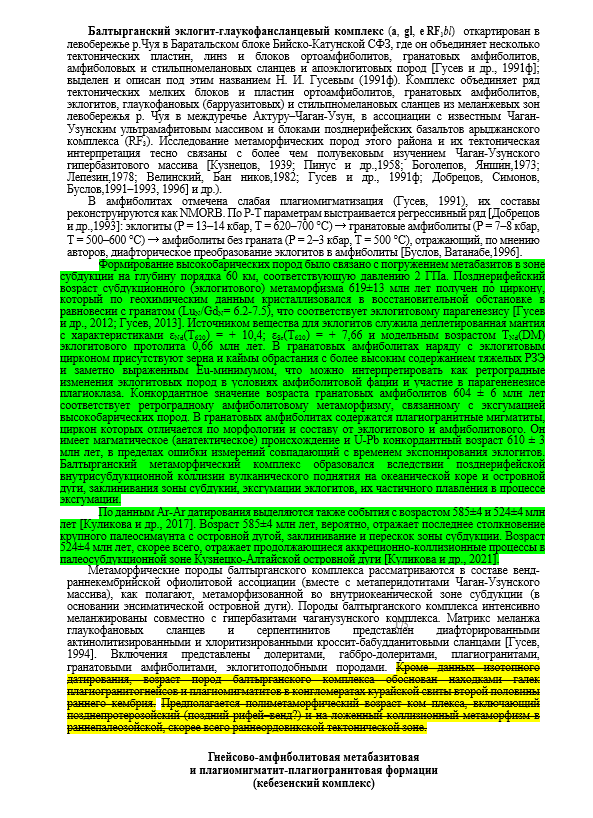 Балтырганский эклогит-глаукофансланцевый комплекс (a, gl, e RF₃bl) откартирован в
левобережье р.Чуя в Баратальском блоке Бийско-Катунской СФЗ, где он объединяет несколько
тектонических пластин, линз и блоков ортоамфиболитов, гранатовых амфиболитов,
амфиболовых и стильпномелановых сланцев и апоэклогитовых пород [Гусев и др., 1991ф];
выделен и описан под этим названием Н. И. Гусевым (1991ф). Комплекс объединяет ряд
тектонических мелких блоков и пластин ортоамфиболитов, гранатовых амфиболитов,
эклогитов, глаукофановых (барруазитовых) и стильпномелановых сланцев из меланжевых зон
левобережья р. Чуя в междуречье Актуру–Чаган-Узун, в ассоциации с известным Чаган-
Узунским ультрамафитовым массивом и блоками позднерифейских базальтов арыджанского
комплекса (RF₃). Исследование метаморфических пород этого района и их тектоническая
интерпретация тесно связаны с более чем полувековым изучением Чаган-Узунского
гипербазитового массива [Кузнецов, 1939; Пинус и др.,1958; Боголепов, Яншин,1973;
Лепезин,1978; Велинский, Бан ников,1982; Гусев и др., 1991ф; Добрецов, Симонов,
Буслов,1991–1993, 1996] и др.).
В амфиболитах отмечена слабая плагиомигматизация (Гусев, 1991), их составы
реконструируются как NMORB. По Р-Т параметрам выстраивается регрессивный ряд [Добрецов
и др.,1993]: эклогиты (Р = 13–14 кбар, Т = 620–700 °С) → гранатовые амфиболиты (Р = 7–8 кбар,
Т = 500–600 °С) → амфиболиты без граната (Р = 2–3 кбар, Т = 500 °С), отражающий, по мнению
авторов, диафторическое преобразование эклогитов в амфиболиты [Буслов, Ватанабе,1996].
Формирование высокобарических пород было связано с погружением метабазитов в зоне
субдукции на глубину порядка 60 км, соответствующую давлению 2 ГПа. Позднерифейский
возраст субдукционного (эклогитового) метаморфизма 619±13 млн лет получен по циркону,
который по геохимическим данным кристаллизовался в восстановительной обстановке в
равновесии с гранатом (Lu_N/Gd_N= 6.2-7.5), что соответствует эклогитовому парагенезису [Гусев
и др., 2012; Гусев, 2013]. Источником вещества для эклогитов служила деплетированная мантия
с характеристиками ε_Nd(T₆₂₀) = + 10,4; ε_Sr(T₆₂₀) = + 7,66 и модельным возрастом T_Nd(DM)
эклогитового протолита 0,66 млн лет. В гранатовых амфиболитах наряду с эклогитовым
цирконом присутствуют зерна и каймы обрастания с более высоким содержанием тяжелых РЗЭ
и заметно выраженным Eu-минимумом, что можно интерпретировать как ретроградные
изменения эклогитовых пород в условиях амфиболитовой фации и участие в парагененезисе
плагиоклаза. Конкордантное значение возраста гранатовых амфиболитов 604 ± 6 млн лет
соответствует ретроградному амфиболитовому метаморфизму, связанному с эксгумацией
высокобарических пород. В гранатовых амфиболитах содержатся плагиогранитные мигматиты,
циркон которых отличается по морфологии и составу от эклогитового и амфиболитового. Он
имеет магматическое (анатектическое) происхождение и U-Pb конкордантный возраст 610 ± 3
млн лет, в пределах ошибки измерений совпадающий с временем экспонирования эклогитов.
Балтырганский метаморфический комплекс образовался вследствии позднерифейской
внутрисубдукционной коллизии вулканического поднятия на океанической коре и островной
дуги, заклинивания зоны субдукии, эксгумации эклогитов, их частичного плавления в процессе
эксгумации.
По данным Ar-Ar датирования выделяются также события с возрастом 585±4 и 524±4 млн
лет [Куликова и др., 2017]. Возраст 585±4 млн лет, вероятно, отражает последнее столкновение
крупного палеосимаунта с островной дугой, заклинивание и перескок зоны субдукции. Возраст
524±4 млн лет, скорее всего, отражает продолжающиеся аккреционно-коллизионные процессы в
палеосубдукционной зоне Кузнецко-Алтайской островной дуги [Куликова и др., 2021].
Метаморфические породы балтырганского комплекса рассматриваются в составе венд-
раннекембрийской офиолитовой ассоциации (вместе с метаперидотитами Чаган-Узунского
массива), как полагают, метаморфизованной во внутриокеанической зоне субдукции (в
основании энсиматической островной дуги). Породы балтырганского комплекса интенсивно
меланжированы совместно с гипербазитами чаганузунского комплекса. Матрикс меланжа
глаукофановых сланцев и серпентинитов представлен диафторированными
актинолитизированными и хлоритизированными кроссит-бабудданитовыми сланцами [Гусев,
1994]. Включения представлены долеритами, габбро-долеритами, плагиогранитами,
гранатовыми амфиболитами, эклогитоподобными породами. Кроме данных изотопного
датирования, возраст пород балтырганского комплекса обоснован находками галек
плагиогранитогнейсов и плагиомигматитов в конгломератах курайской свиты второй половины
раннего кембрия. Предполагается полиметаморфический возраст ком плекса, включающий
позднепротерозойский (поздний рифей–венд?) и на ложенный коллизионный метаморфизм в
раннепалеозойской, скорее всего раннеордовикской тектонической зоне.
Гнейсово-амфиболитовая метабазитовая
и плагиомигматит-плагиогранитовая формации
(кебезенский комплекс)